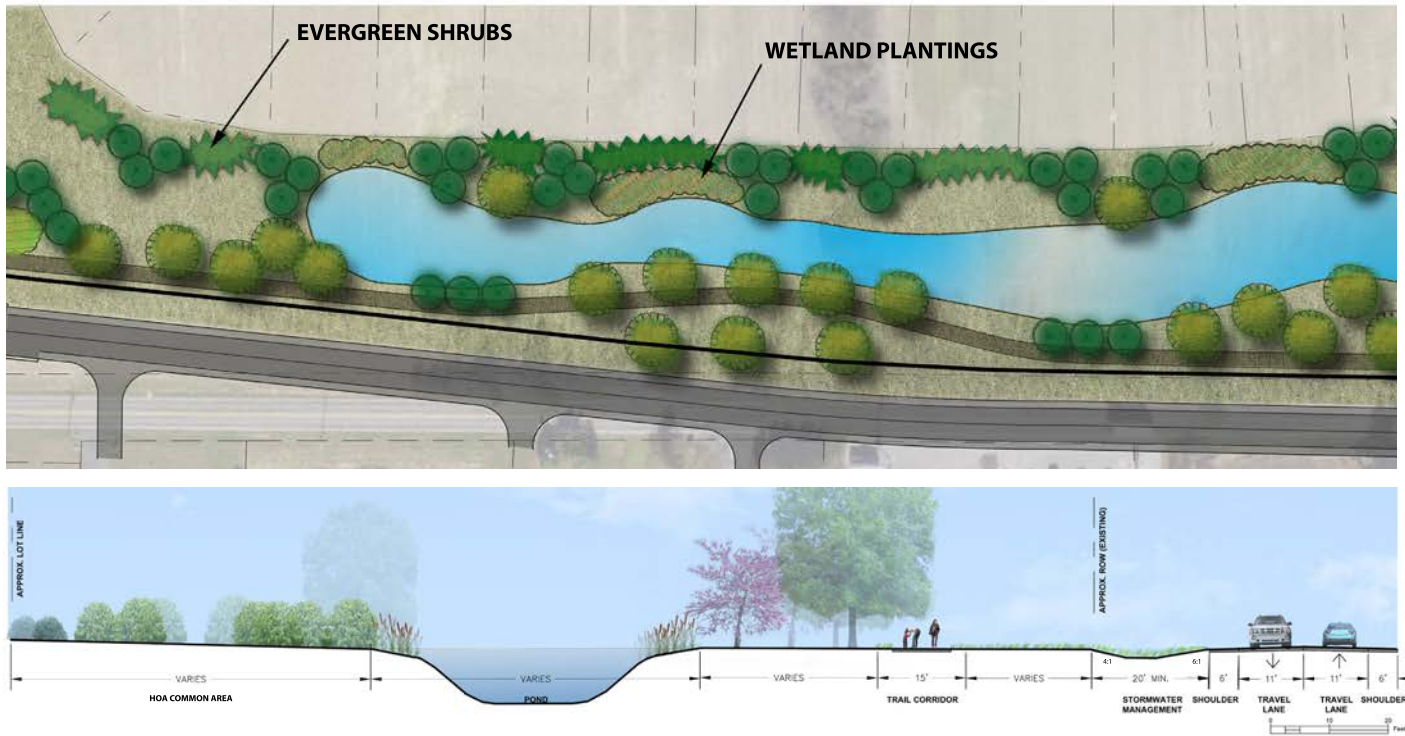 EVERGREEN SHRUBS
WETLAND PLANTINGS
APPROX. LOT LINE
APPROX. ROW (EXISTING)
4:1
6:1
VARIES
VARIES
VARIES
15'
VARIES
20' MIN.
6'
11'
11'
6'
HOA COMMON AREA
POND
TRAIL CORRIDOR
STORMWATER
MANAGEMENT
SHOULDER
TRAVEL
LANE
TRAVEL
LANE
SHOULDER
0 10 20
Feet